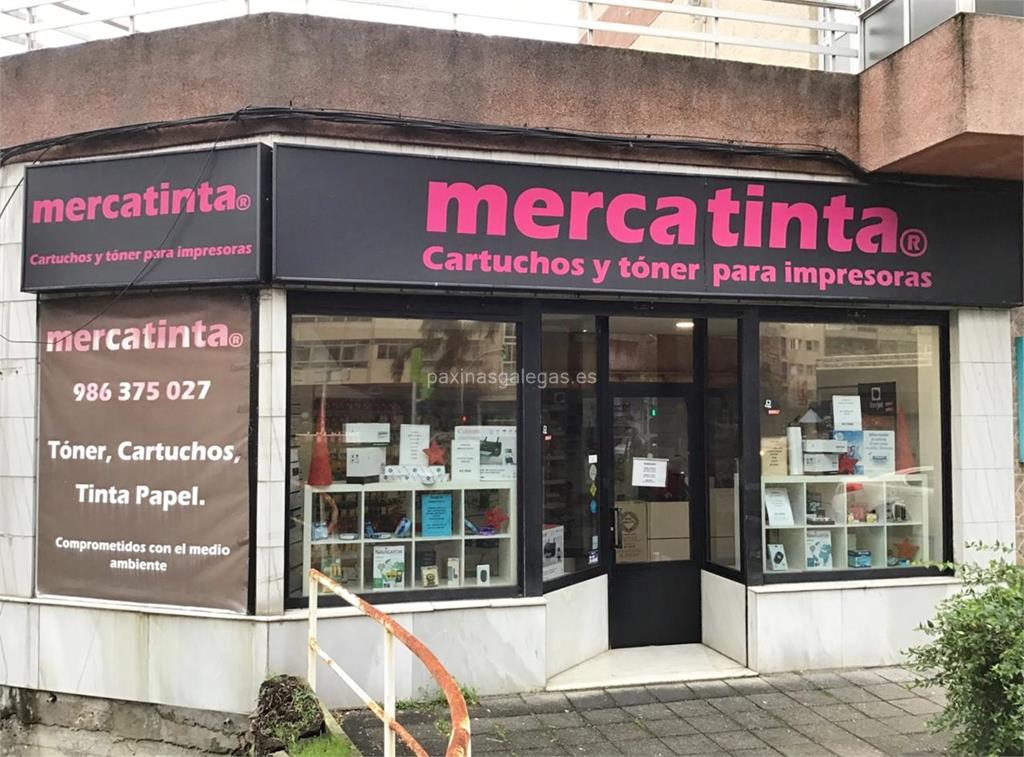 mercatinta®
Cartuchos y tóner para impresoras
mercatinta®
Cartuchos y tóner para impresoras
mercatinta®
986 375 027
Tóner, Cartuchos,
Tinta Papel.
Comprometidos con el medio
ambiente
paxinasgalegas.es